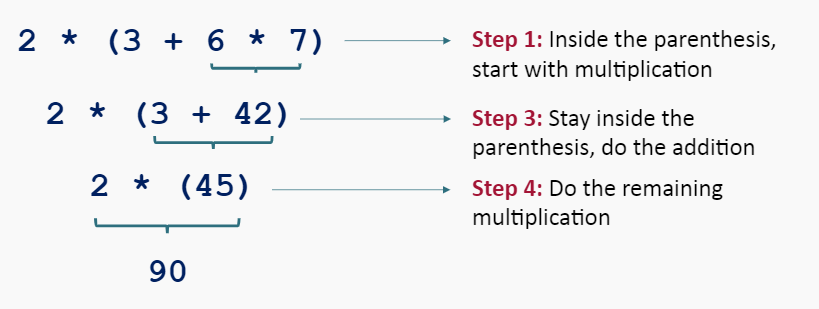 2 * (3 + 6 * 7)
Step 1: Inside the parenthesis,
start with multiplication
2 * (3 + 42)
Step 3: Stay inside the
parenthesis, do the addition
2 * (45)
Step 4: Do the remaining
multiplication
90